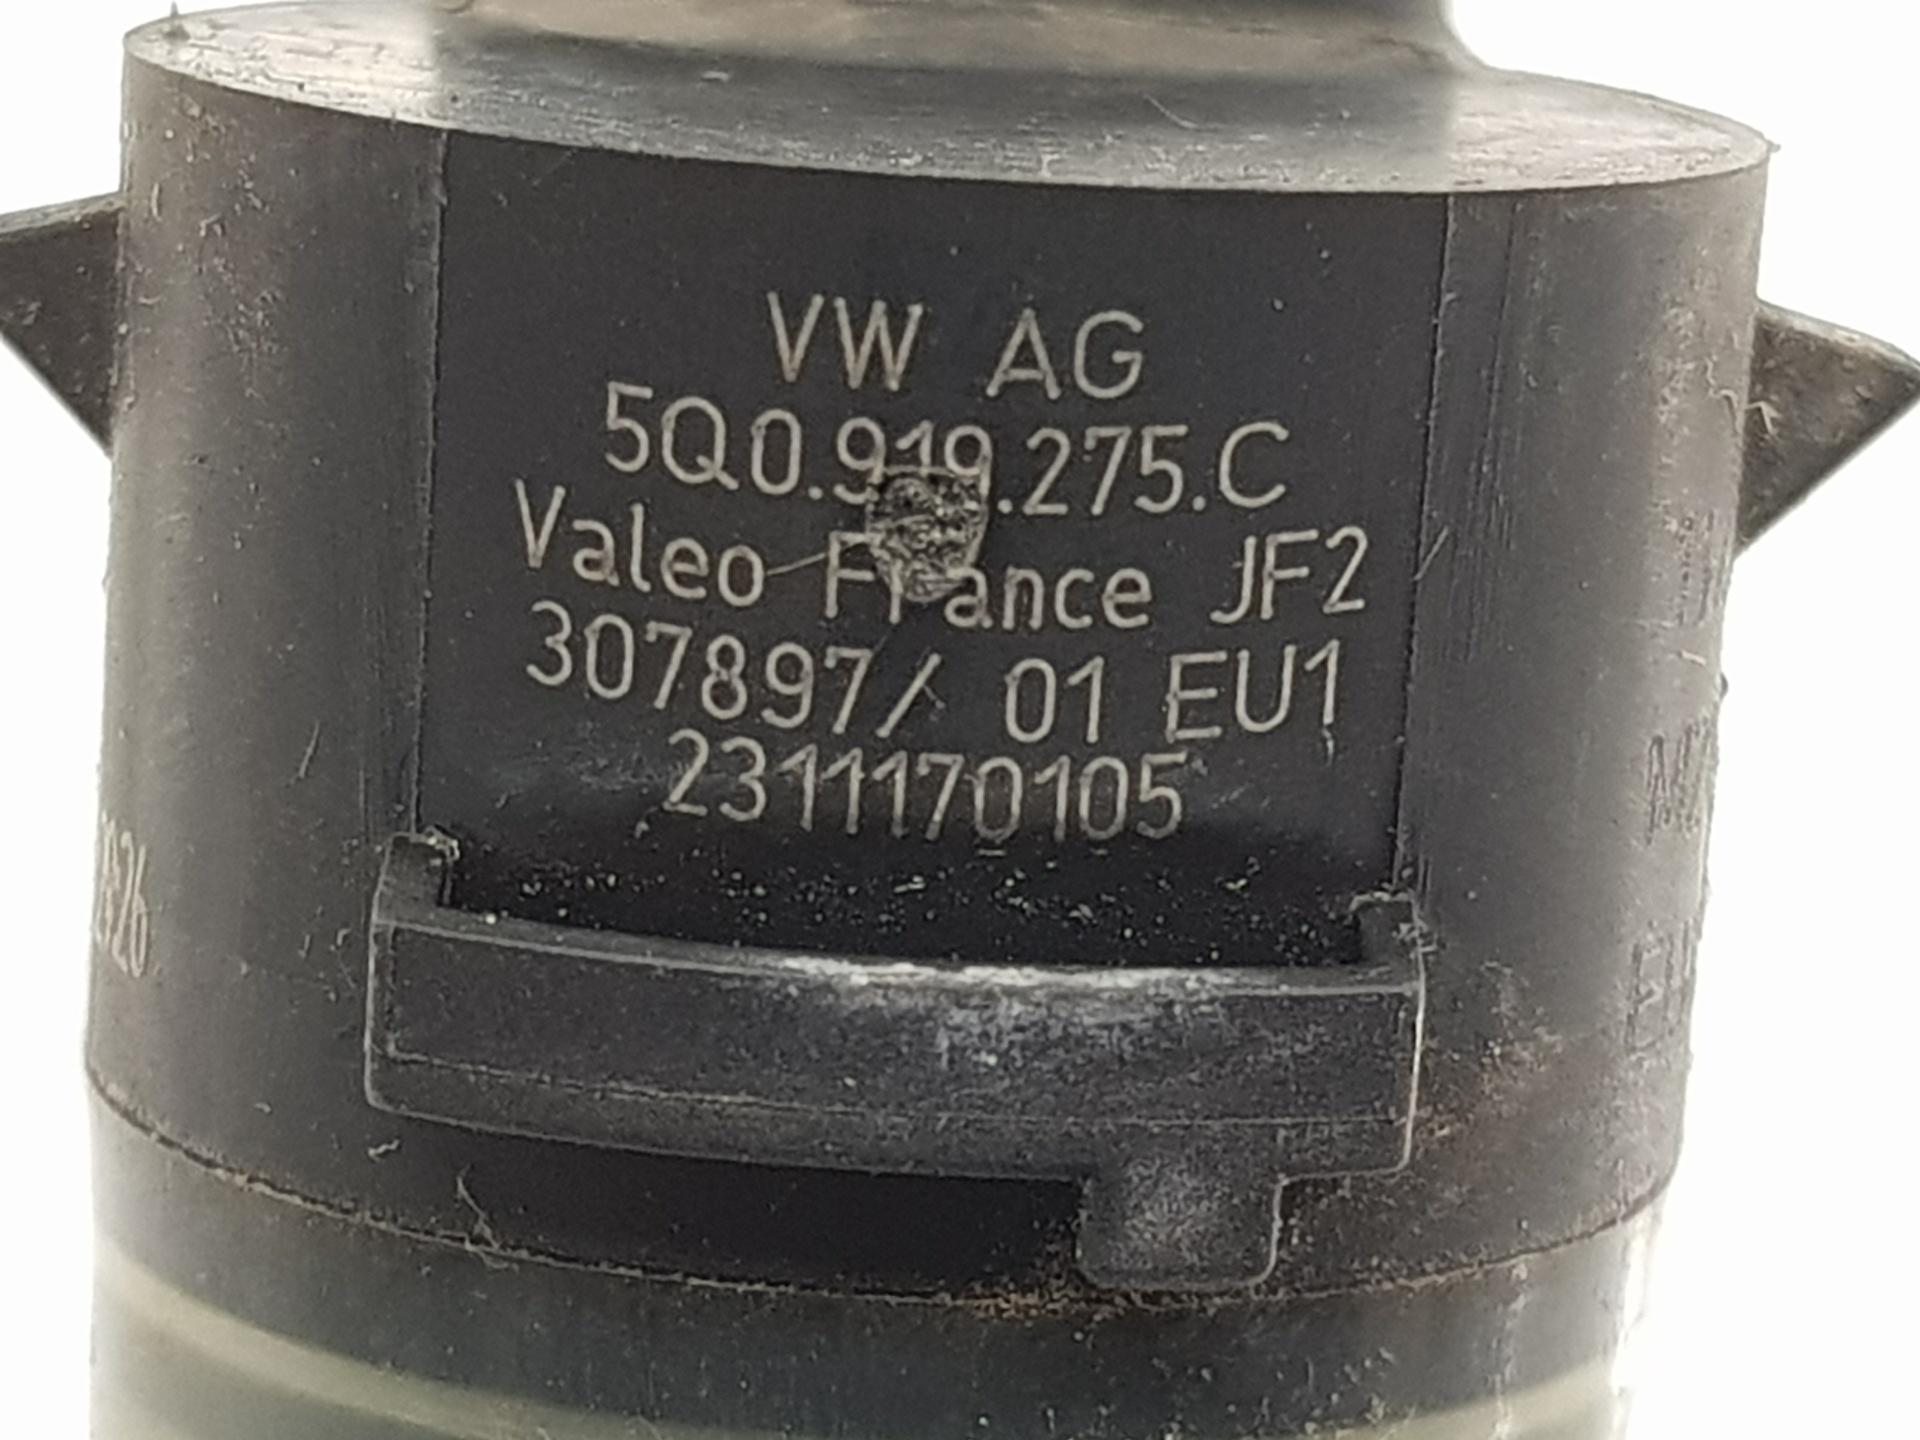 VW AG
5Q0.919.275.C
Valeo France JF2
307897/ 01 EU1
2311170105